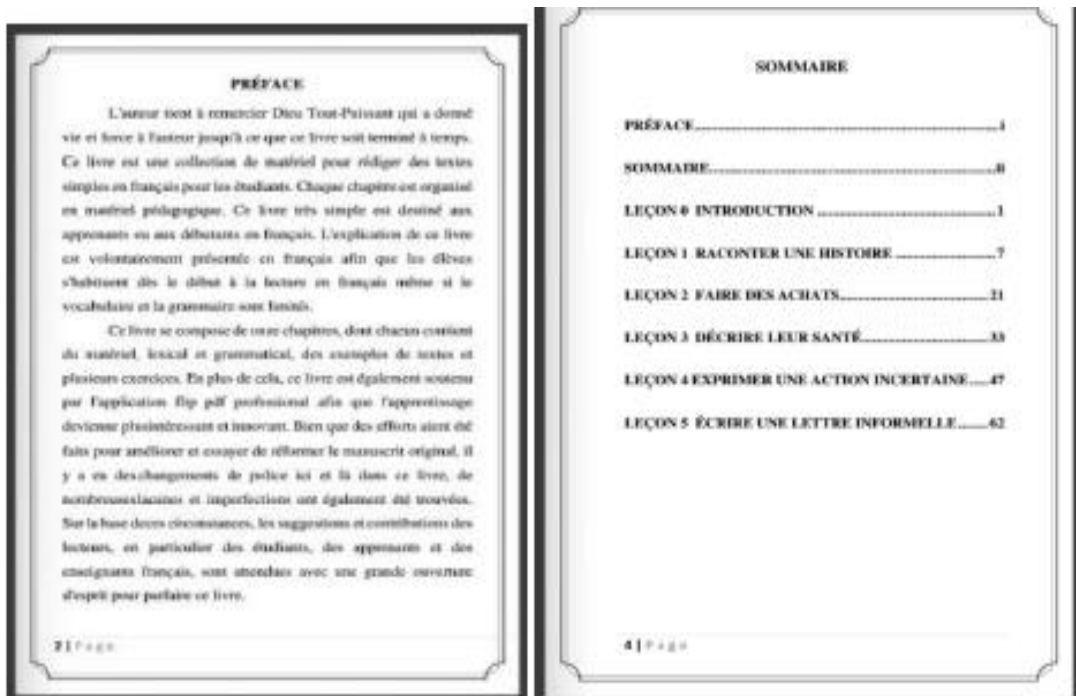 PRÉFACE
L'auteur tient à remercier Dieu Tout-Puissant qui a donné
vie et force à l'auteur jusqu'à ce que ce livre soit terminé à temps.
Ce livre est une collection de matériel pour rédiger des textes
simples en français pour les étudiants. Chaque chapitre est organisé
en matériel pédagogique. Ce livre très simple est destiné aux
apprenants ou aux débutants en français. L'explication de ce livre
est volontairement présentée en français afin que les élèves
s'habituent dès le début à la lecture en français même si le
vocabulaire et la grammaire sont limités.
Ce livre se compose de onze chapitres, dont chacun contient
du matériel, lexical et grammatical, des exemples de textes et
plusieurs exercices. En plus de cela, ce livre est également soutenu
par l'application flip pdf professional afin que l'apprentissage
devienne plusintéressant et innovant. Bien que des efforts aient été
faits pour améliorer et essayer de réformer le manuscrit original, il
y a eu deschangements de police ici et là dans ce livre, de
nombreuseslacunes et imperfections ont également été trouvées.
Sur la base deces circonstances, les suggestions et contributions des
lecteurs, en particulier des étudiants, des apprenants et des
enseignants français, sont attendues avec une grande ouverture
d'esprit pour parfaire ce livre.
2 | Page
SOMMAIRE
PRÉFACE.....i
SOMMAIRE.....ii
LEÇON 0 INTRODUCTION .....1
LEÇON 1 RACONTER UNE HISTOIRE .....7
LEÇON 2 FAIRE DES ACHATS.....21
LEÇON 3 DÉCRIRE LEUR SANTÉ.....33
LEÇON 4 EXPRIMER UNE ACTION INCERTAINE.....47
LEÇON 5 ÉCRIRE UNE LETTRE INFORMELLE.....62
4 | Page